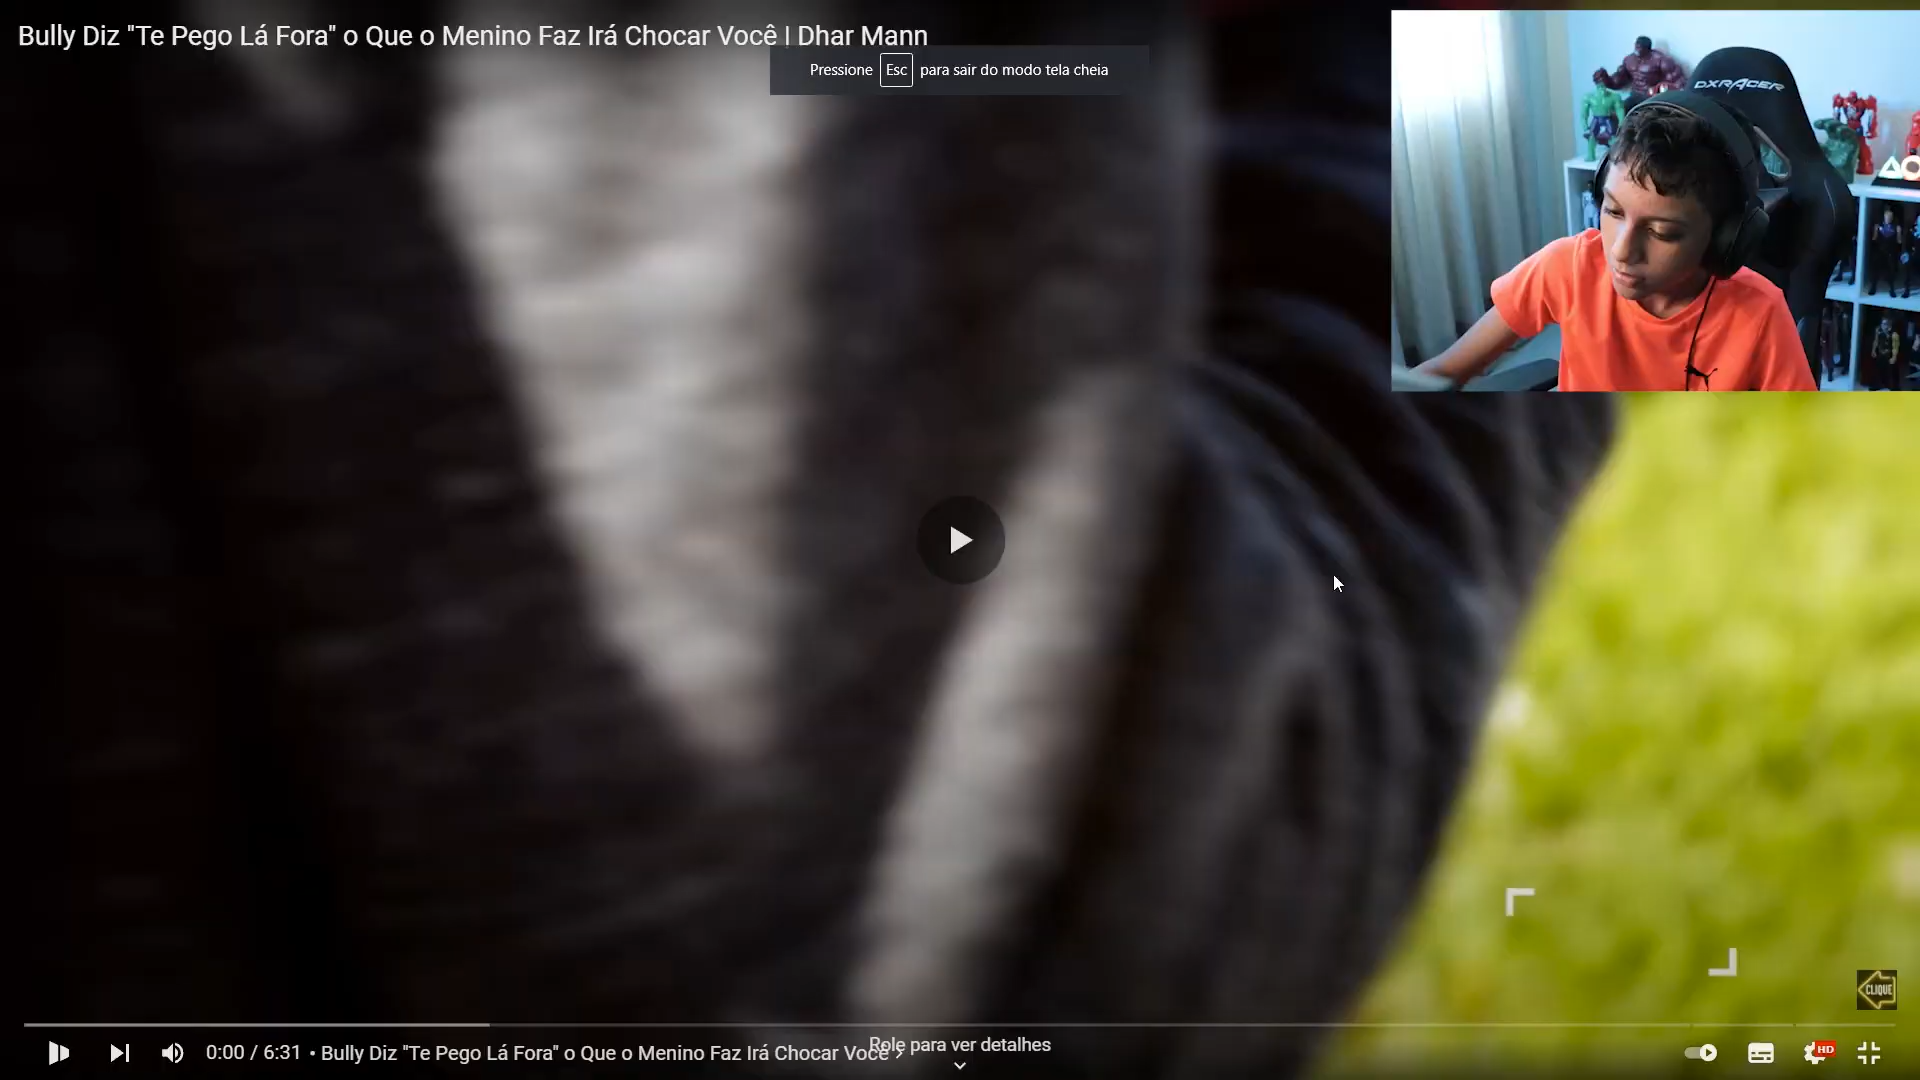 Bully Diz "Te Pego Lá Fora" o Que o Menino Faz Irá Chocar Você | Dhar Mann
Pressione Esc para sair do modo tela cheia
DXRACER
CLIQUE
Role para ver detalhes
0:00 / 6:31 • Bully Diz "Te Pego Lá Fora" o Que o Menino Faz Irá Chocar Você
HD